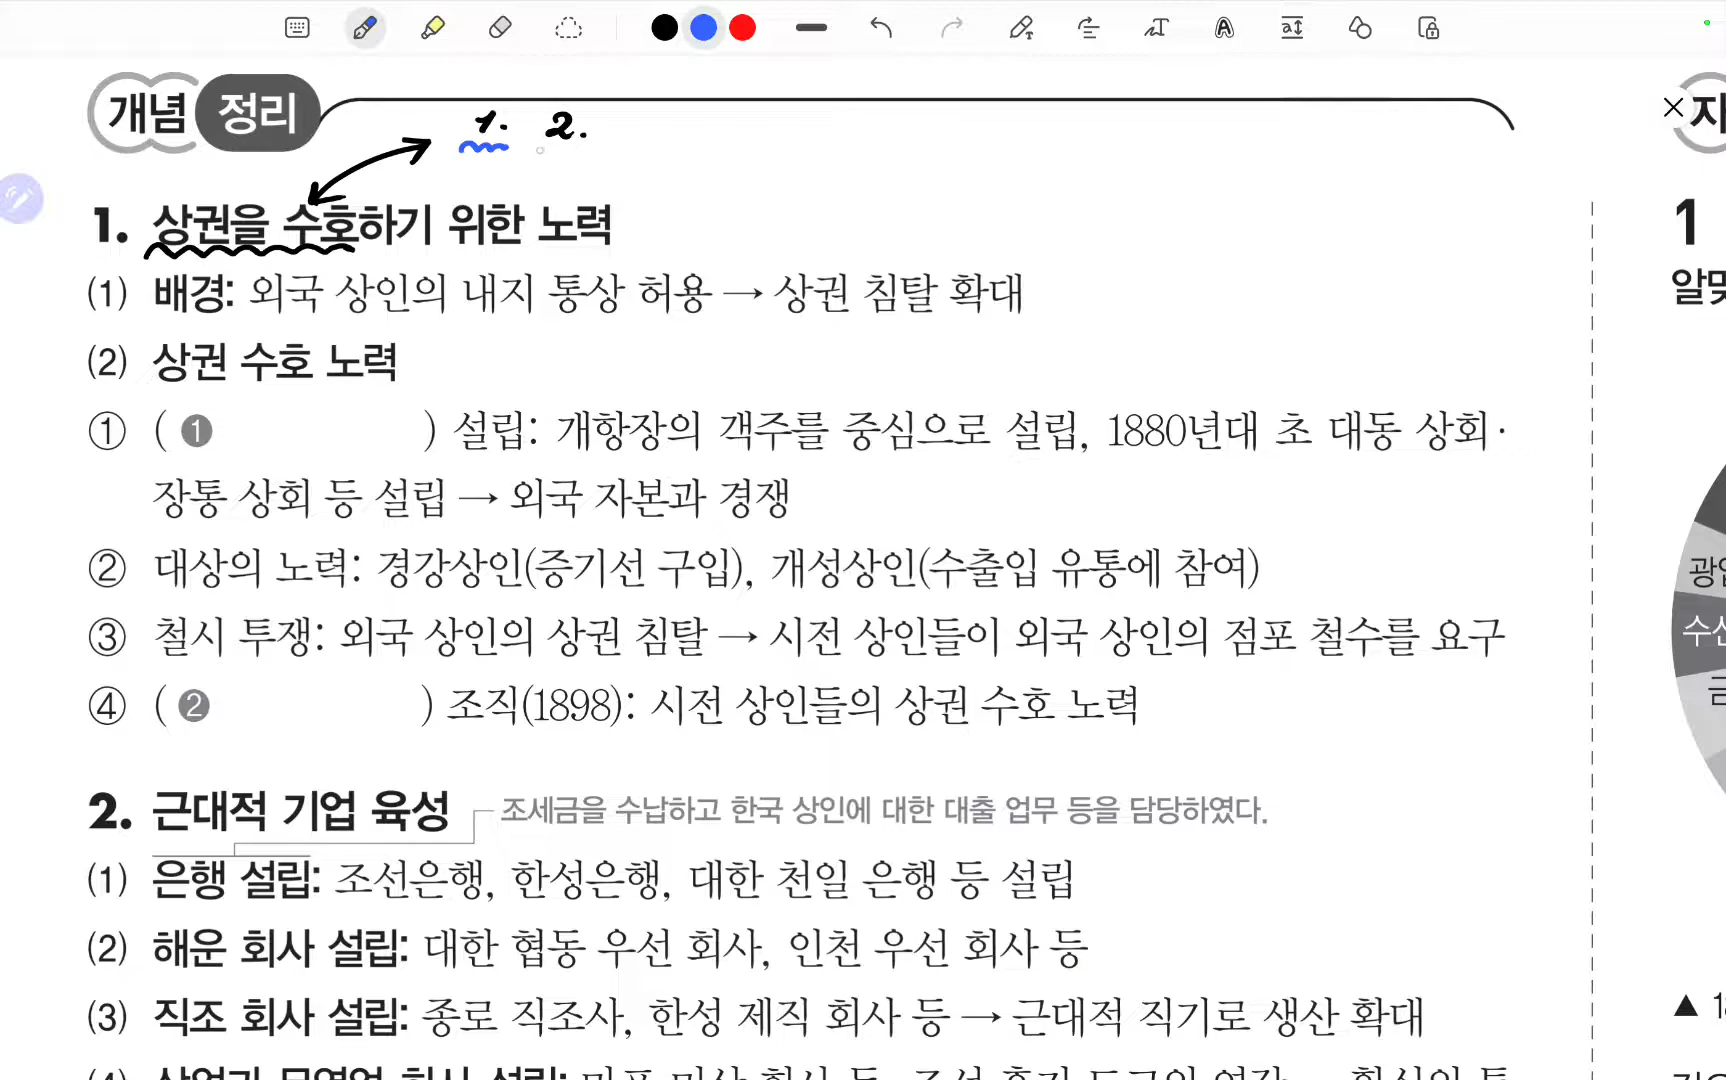 개념 정리
1. 2.
1. 상권을 수호하기 위한 노력
(1) 배경: 외국 상인의 내지 통상 허용 → 상권 침탈 확대
(2) 상권 수호 노력
① ( ❶ ) 설립: 개항장의 객주를 중심으로 설립, 1880년대 초 대동 상회·
장통 상회 등 설립 → 외국 자본과 경쟁
② 대상의 노력: 경강상인(증기선 구입), 개성상인(수출입 유통에 참여)
③ 철시 투쟁: 외국 상인의 상권 침탈 → 시전 상인들이 외국 상인의 점포 철수를 요구
④ ( ❷ ) 조직(1898): 시전 상인들의 상권 수호 노력
2. 근대적 기업 육성
조세금을 수납하고 한국 상인에 대한 대출 업무 등을 담당하였다.
(1) 은행 설립: 조선은행, 한성은행, 대한 천일 은행 등 설립
(2) 해운 회사 설립: 대한 협동 우선 회사, 인천 우선 회사 등
(3) 직조 회사 설립: 종로 직조사, 한성 제직 회사 등 → 근대적 직기로 생산 확대
1